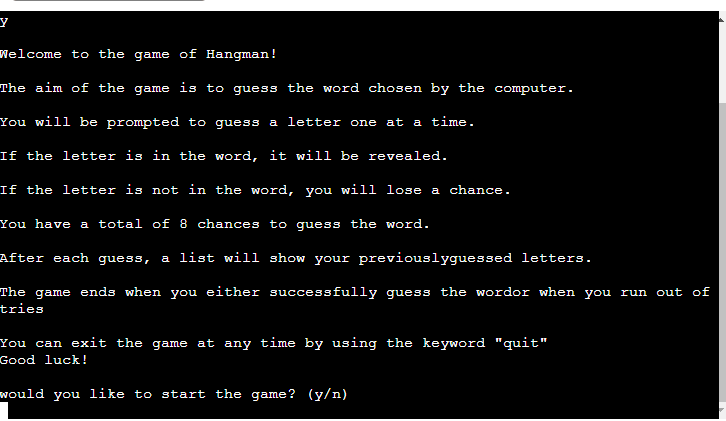 y
Welcome to the game of Hangman!
The aim of the game is to guess the word chosen by the computer.
You will be prompted to guess a letter one at a time.
If the letter is in the word, it will be revealed.
If the letter is not in the word, you will lose a chance.
You have a total of 8 chances to guess the word.
After each guess, a list will show your previouslyguessed letters.
The game ends when you either successfully guess the wordor when you run out of
tries
You can exit the game at any time by using the keyword "quit"
Good luck!
would you like to start the game? (y/n)